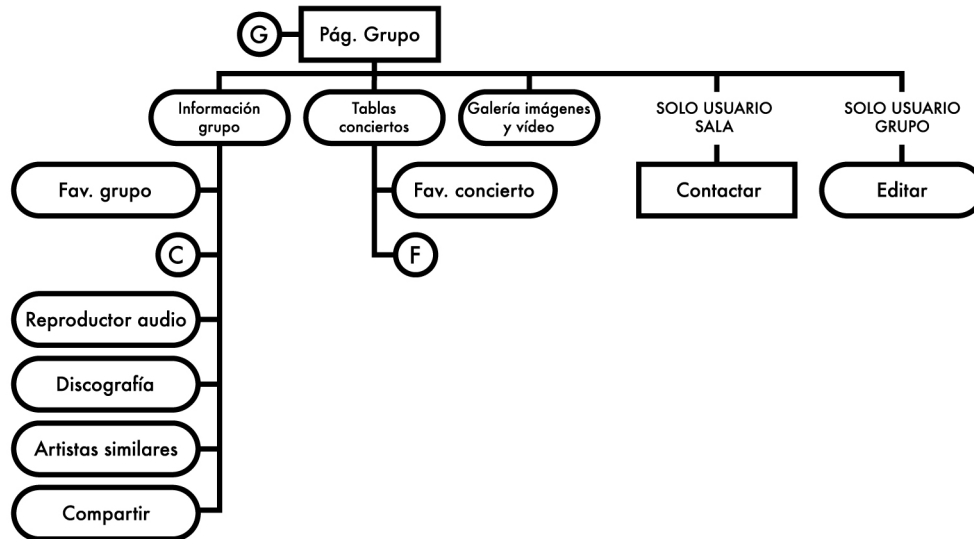 G
Pág. Grupo
Información
grupo
Tablas
conciertos
Galería imágenes
y vídeo
SOLO USUARIO
SALA
SOLO USUARIO
GRUPO
Fav. grupo
Fav. concierto
Contactar
Editar
C
F
Reproductor audio
Discografía
Artistas similares
Compartir